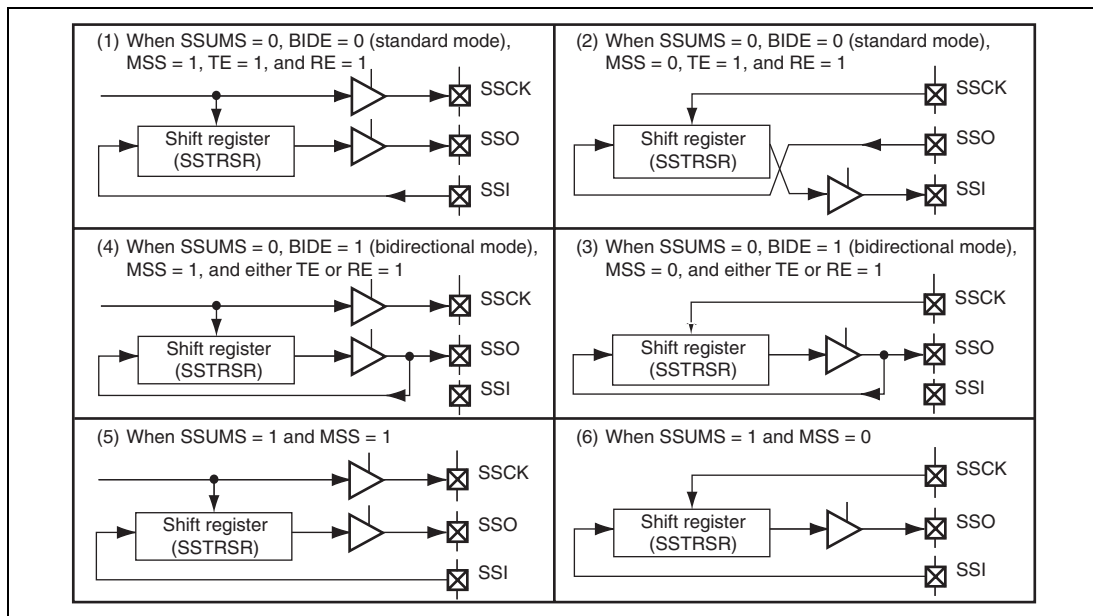 (1) When SSUMS = 0, BIDE = 0 (standard mode),
MSS = 1, TE = 1, and RE = 1
SSCK
Shift register
(SSTRSR)
SSO
SSI
(2) When SSUMS = 0, BIDE = 0 (standard mode),
MSS = 0, TE = 1, and RE = 1
SSCK
Shift register
(SSTRSR)
SSO
SSI
(4) When SSUMS = 0, BIDE = 1 (bidirectional mode),
MSS = 1, and either TE or RE = 1
SSCK
Shift register
(SSTRSR)
SSO
SSI
(3) When SSUMS = 0, BIDE = 1 (bidirectional mode),
MSS = 0, and either TE or RE = 1
SSCK
Shift register
(SSTRSR)
SSO
SSI
(5) When SSUMS = 1 and MSS = 1
SSCK
Shift register
(SSTRSR)
SSO
SSI
(6) When SSUMS = 1 and MSS = 0
SSCK
Shift register
(SSTRSR)
SSO
SSI